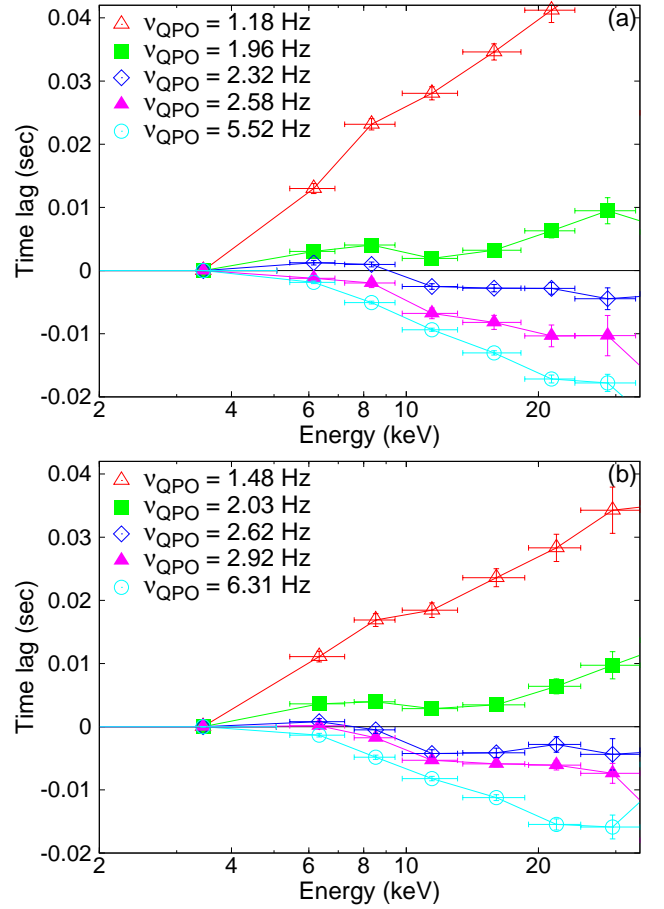 (a)
0.04
0.03
0.02
0.01
0
-0.01
-0.02
Time lag (sec)
νQPO = 1.18 Hz
νQPO = 1.96 Hz
νQPO = 2.32 Hz
νQPO = 2.58 Hz
νQPO = 5.52 Hz
2 4 6 8 10 20
Energy (keV)
(b)
0.04
0.03
0.02
0.01
0
-0.01
-0.02
Time lag (sec)
νQPO = 1.48 Hz
νQPO = 2.03 Hz
νQPO = 2.62 Hz
νQPO = 2.92 Hz
νQPO = 6.31 Hz
2 4 6 8 10 20
Energy (keV)